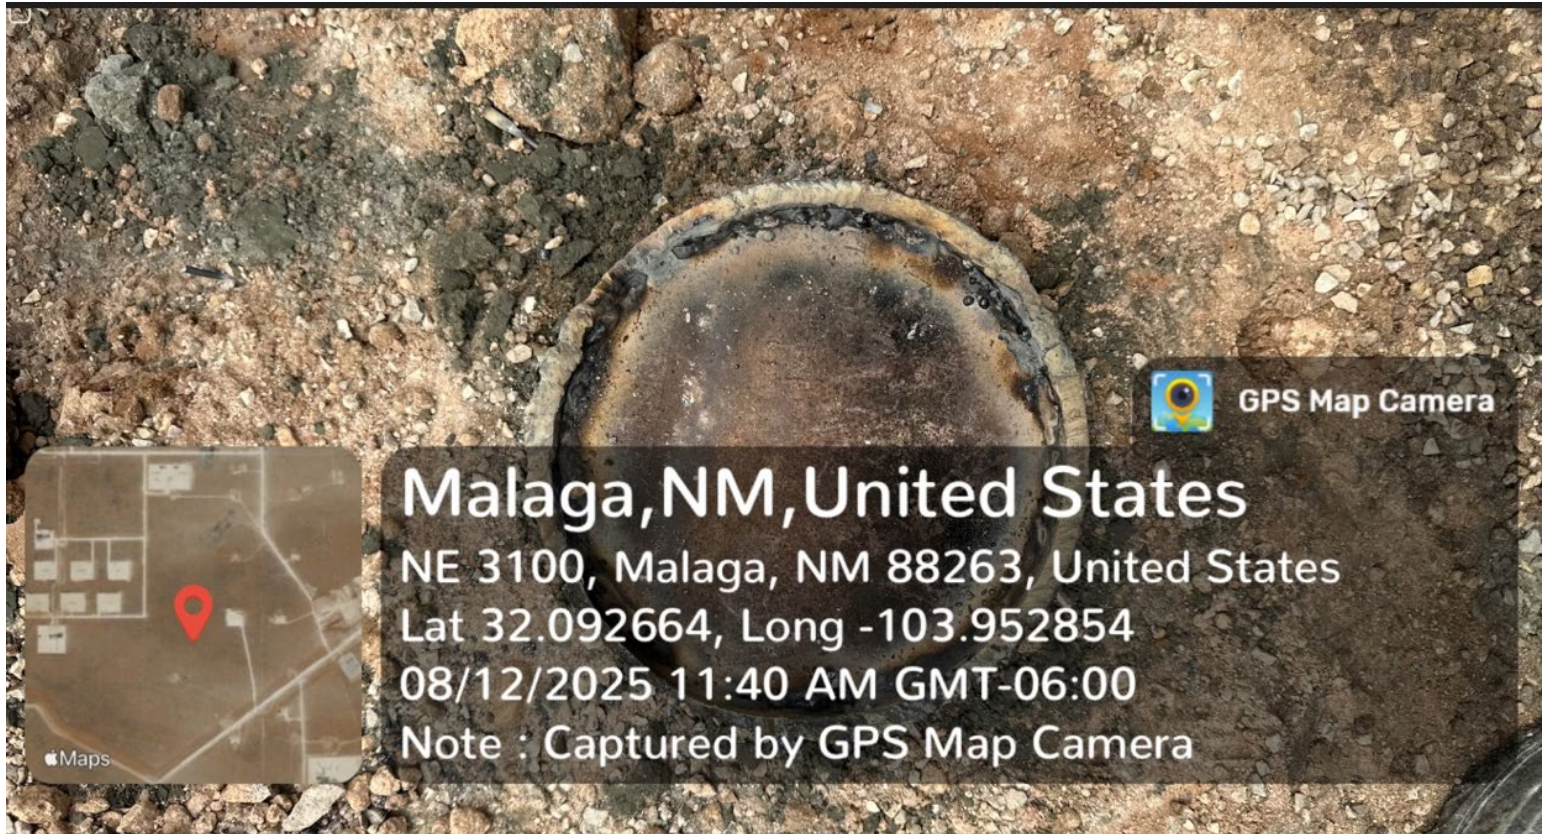 GPS Map Camera
Malaga,NM,United States
NE 3100, Malaga, NM 88263, United States
Lat 32.092664, Long -103.952854
08/12/2025 11:40 AM GMT-06:00
Note : Captured by GPS Map Camera
Maps